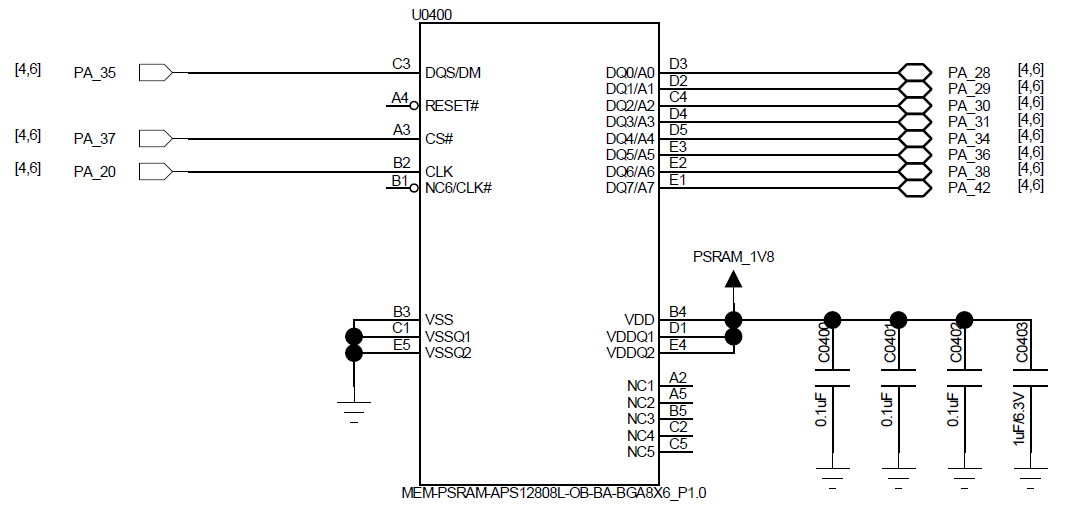 U0400
[4,6] PA_35 C3 DQS/DM DQ0/A0 D3 PA_28 [4,6]
DQ1/A1 D2 PA_29 [4,6]
A4 RESET# DQ2/A2 C4 PA_30 [4,6]
DQ3/A3 D4 PA_31 [4,6]
[4,6] PA_37 A3 CS# DQ4/A4 D5 PA_34 [4,6]
DQ5/A5 E3 PA_36 [4,6]
[4,6] PA_20 B2 CLK DQ6/A6 E2 PA_38 [4,6]
B1 NC6/CLK# DQ7/A7 E1 PA_42 [4,6]
PSRAM_1V8
B3 VSS VDD B4
C1 VSSQ1 VDDQ1 D1
E5 VSSQ2 VDDQ2 E4
C0400 C0401 C0402 C0403
NC1 A2
NC2 A5
NC3 B5
NC4 C2
NC5 C5
0.1uF 0.1uF 0.1uF 1uF/6.3V
MEM-PSRAM-APS12808L-OB-BA-BGA8X6_P1.0